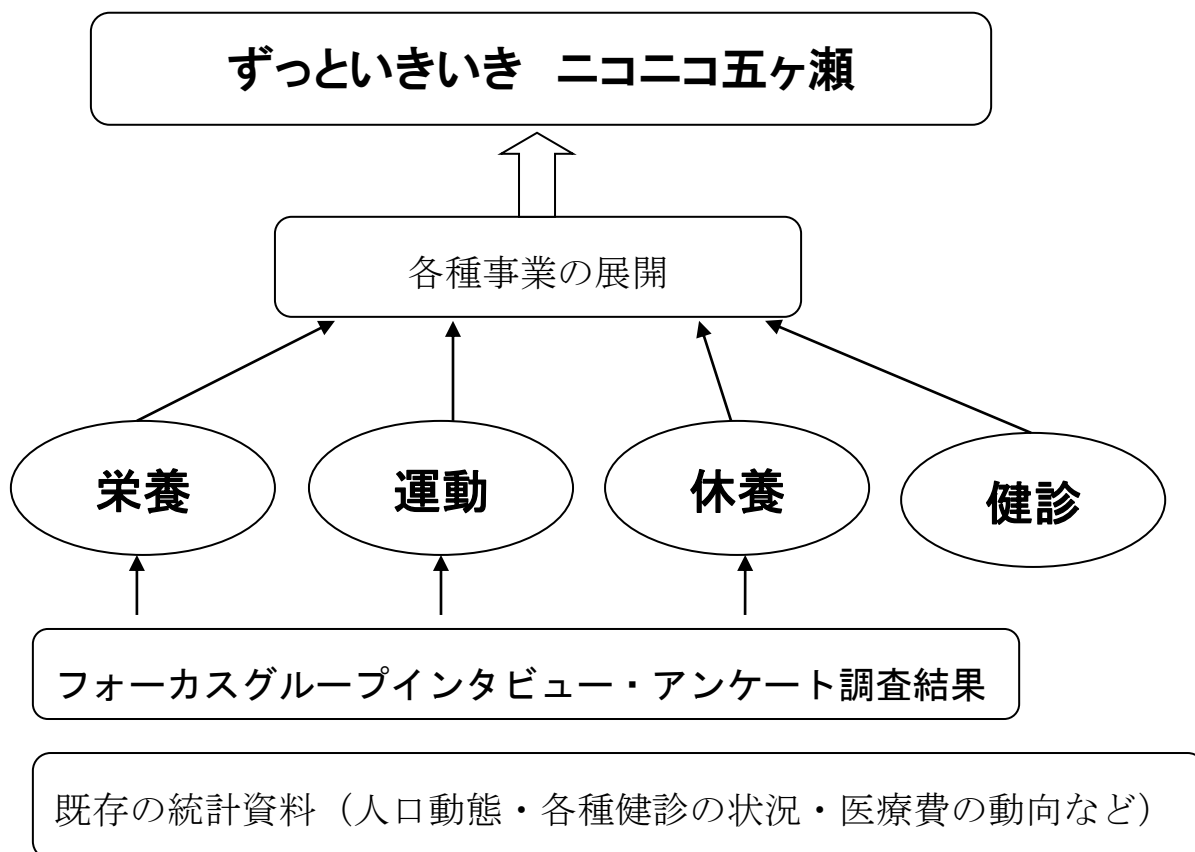 ずっといきいき　ニコニコ五ヶ瀬
各種事業の展開
栄養
運動
休養
健診
フォーカスグループインタビュー・アンケート調査結果
既存の統計資料（人口動態・各種健診の状況・医療費の動向など）